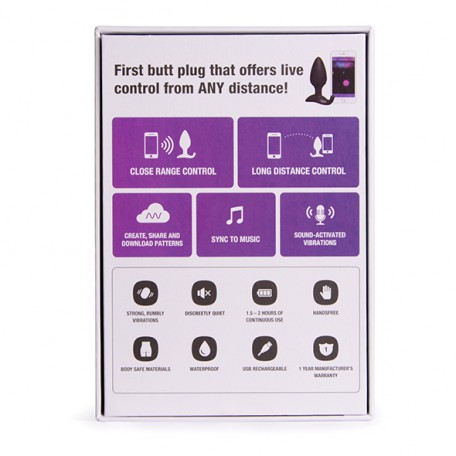 First butt plug that offers live
control from ANY distance!
CLOSE RANGE CONTROL
LONG DISTANCE CONTROL
CREATE, SHARE AND
DOWNLOAD PATTERNS
SYNC TO MUSIC
SOUND-ACTIVATED
VIBRATIONS
STRONG, RUMBLY
VIBRATIONS
DISCREETLY QUIET
1.5 – 2 HOURS OF
CONTINUOUS USE
HANDSFREE
BODY SAFE MATERIALS
WATERPROOF
USB RECHARGEABLE
1
1 YEAR MANUFACTURER'S
WARRANTY